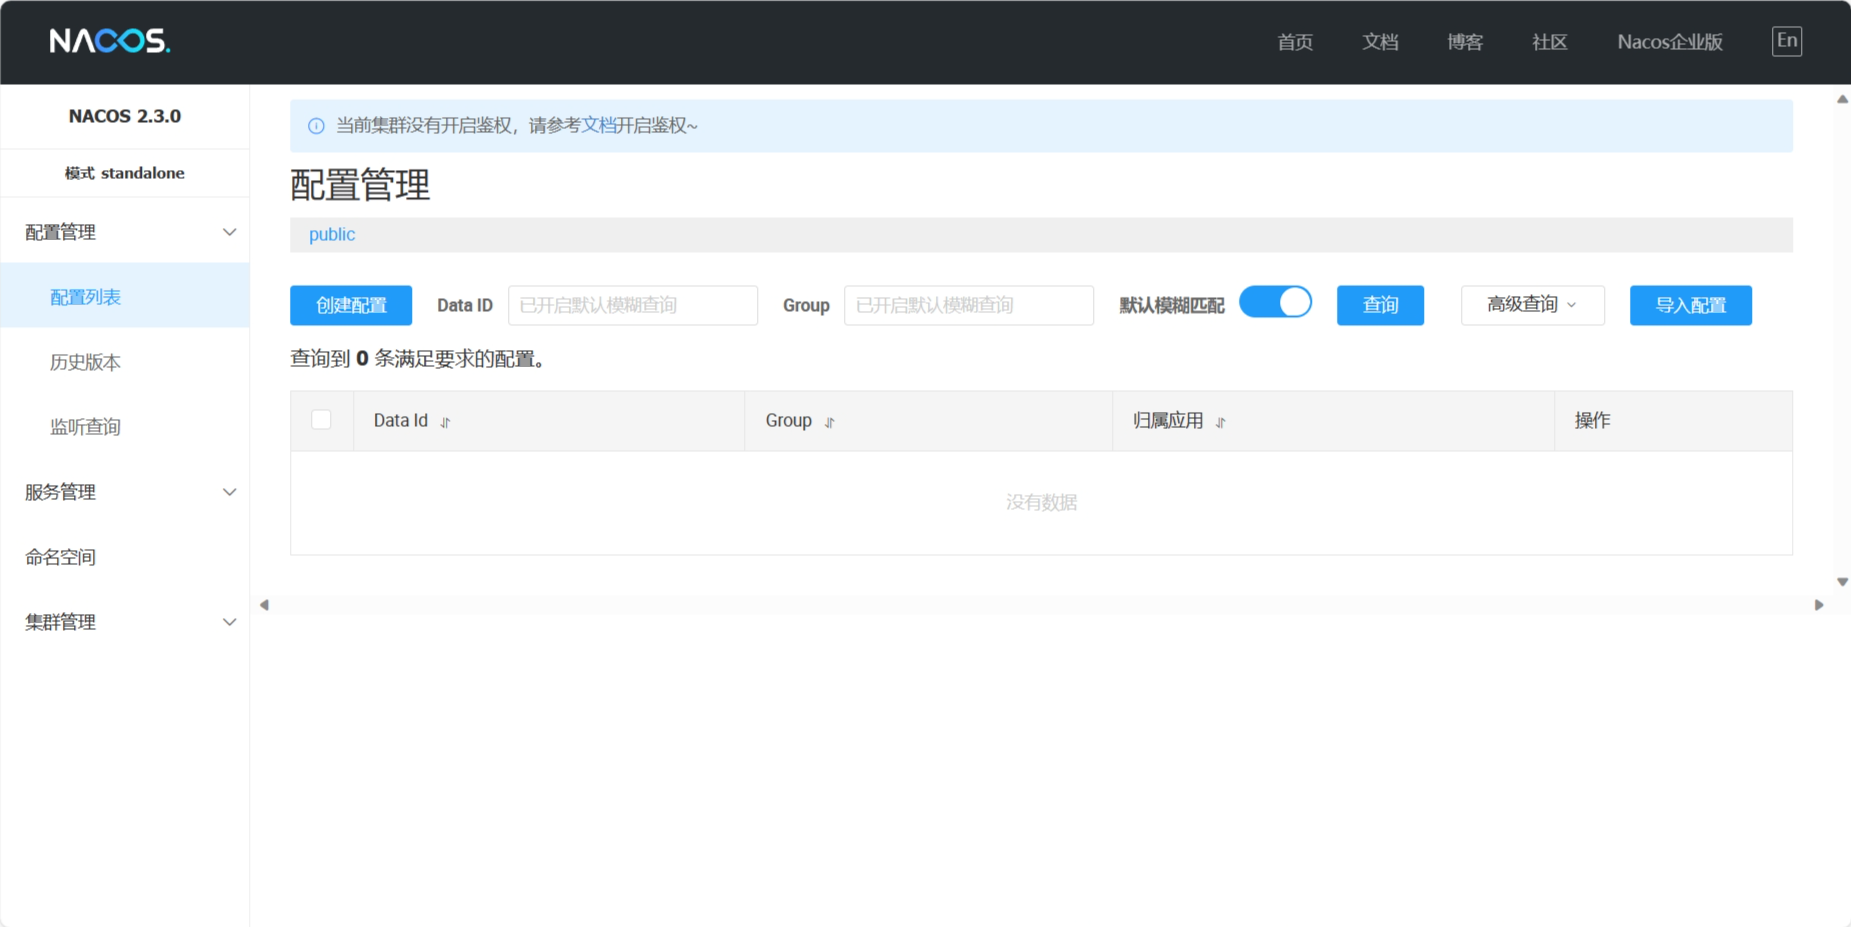 NACOS.
首页 文档 博客 社区 Nacos企业版 En
NACOS 2.3.0
模式 standalone
配置管理
配置列表
历史版本
监听查询
服务管理
命名空间
集群管理
当前集群没有开启鉴权，请参考文档开启鉴权~
配置管理
public
创建配置 Data ID 已开启默认模糊查询 Group 已开启默认模糊查询 默认模糊匹配 查询 高级查询 导入配置
查询到 0 条满足要求的配置。
Data Id Group 归属应用 操作
没有数据